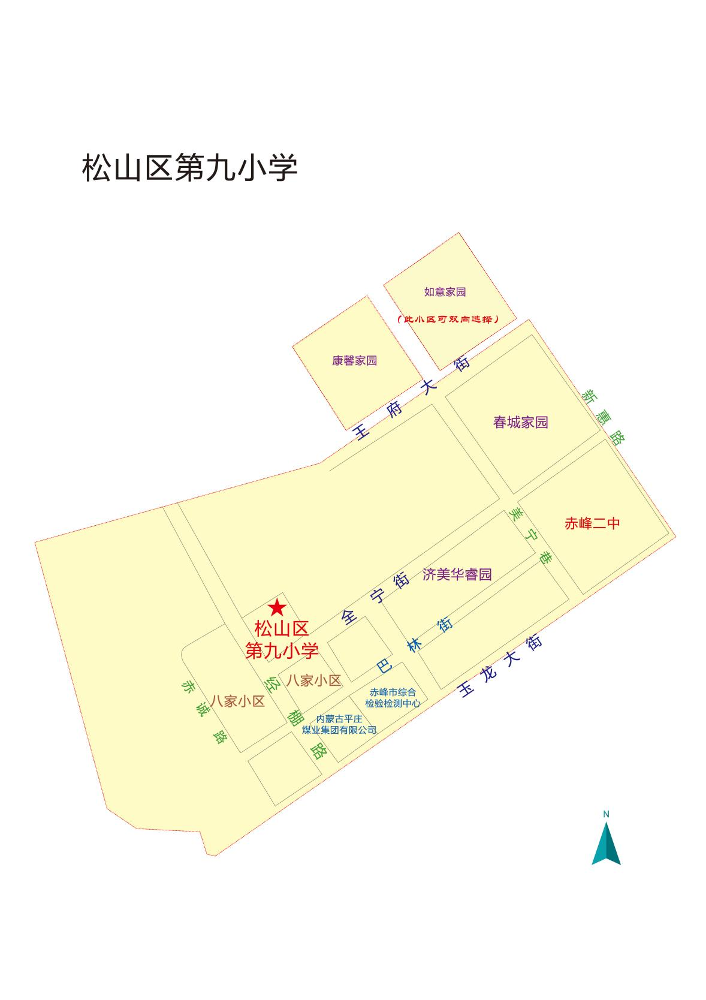 松山区第九小学
如意家园
（此小区可双向选择）
康馨家园
王府大街
新惠路
春城家园
美宁巷
赤峰二中
全宁街
济美华睿园
松山区
第九小学
巴林街
玉龙大街
八家小区
赤峰市综合
检验检测中心
赤诚路
八家小区
经棚路
内蒙古平庄
煤业集团有限公司
N